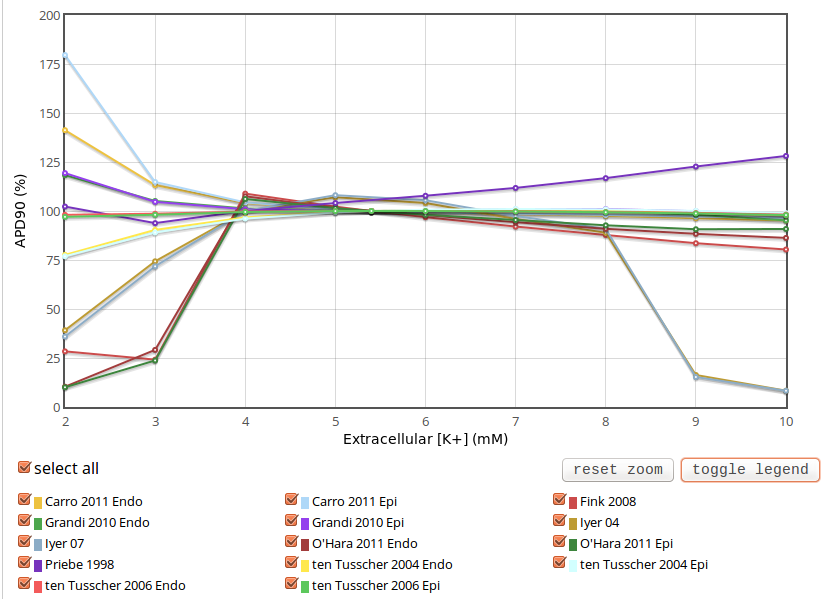 200
175
150
125
100
75
50
25
0
APD90 (%)
2 3 4 5 6 7 8 9 10
Extracellular [K+] (mM)
select all
reset zoom
toggle legend
Carro 2011 Endo
Carro 2011 Epi
Fink 2008
Grandi 2010 Endo
Grandi 2010 Epi
Iyer 04
Iyer 07
O'Hara 2011 Endo
O'Hara 2011 Epi
Priebe 1998
ten Tusscher 2004 Endo
ten Tusscher 2004 Epi
ten Tusscher 2006 Endo
ten Tusscher 2006 Epi